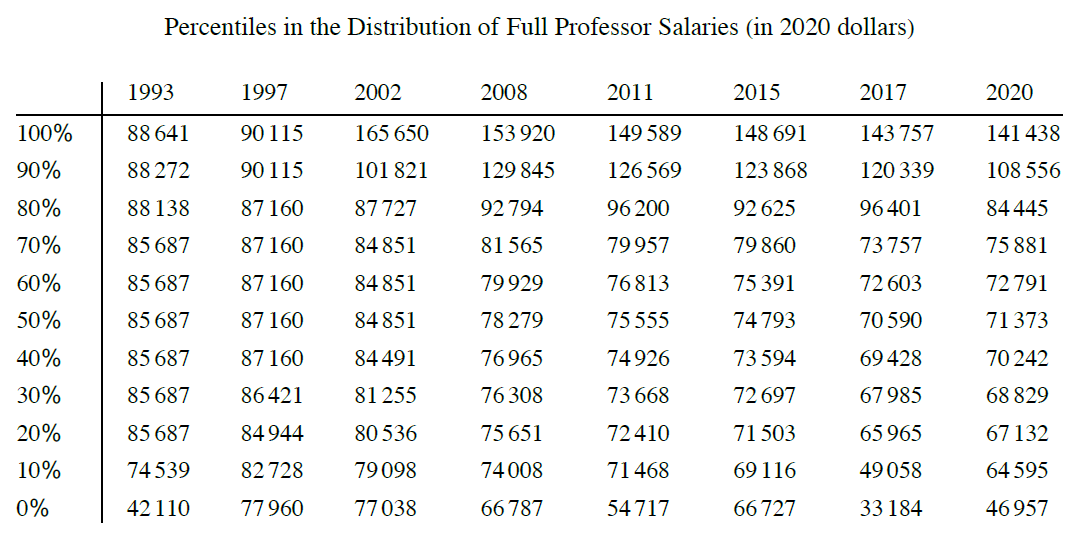 Percentiles in the Distribution of Full Professor Salaries (in 2020 dollars)
1993 1997 2002 2008 2011 2015 2017 2020
100% 88 641 90 115 165 650 153 920 149 589 148 691 143 757 141 438
90% 88 272 90 115 101 821 129 845 126 569 123 868 120 339 108 556
80% 88 138 87 160 87 727 92 794 96 200 92 625 96 401 84 445
70% 85 687 87 160 84 851 81 565 79 957 79 860 73 757 75 881
60% 85 687 87 160 84 851 79 929 76 813 75 391 72 603 72 791
50% 85 687 87 160 84 851 78 279 75 555 74 793 70 590 71 373
40% 85 687 87 160 84 491 76 965 74 926 73 594 69 428 70 242
30% 85 687 86 421 81 255 76 308 73 668 72 697 67 985 68 829
20% 85 687 84 944 80 536 75 651 72 410 71 503 65 965 67 132
10% 74 539 82 728 79 098 74 008 71 468 69 116 49 058 64 595
0% 42 110 77 960 77 038 66 787 54 717 66 727 33 184 46 957